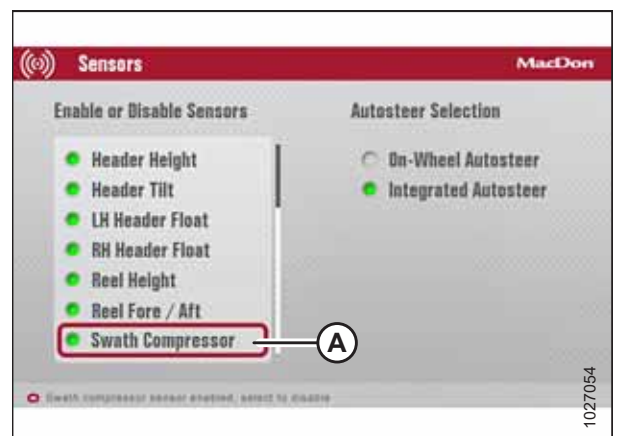 Sensors
MacDon
Enable or Disable Sensors
Header Height
Header Tilt
LH Header Float
RH Header Float
Reel Height
Reel Fore / Aft
Swath Compressor
Autosteer Selection
On-Wheel Autosteer
Integrated Autosteer
A
Swath compressor sensor enabled, select to disable
1027054